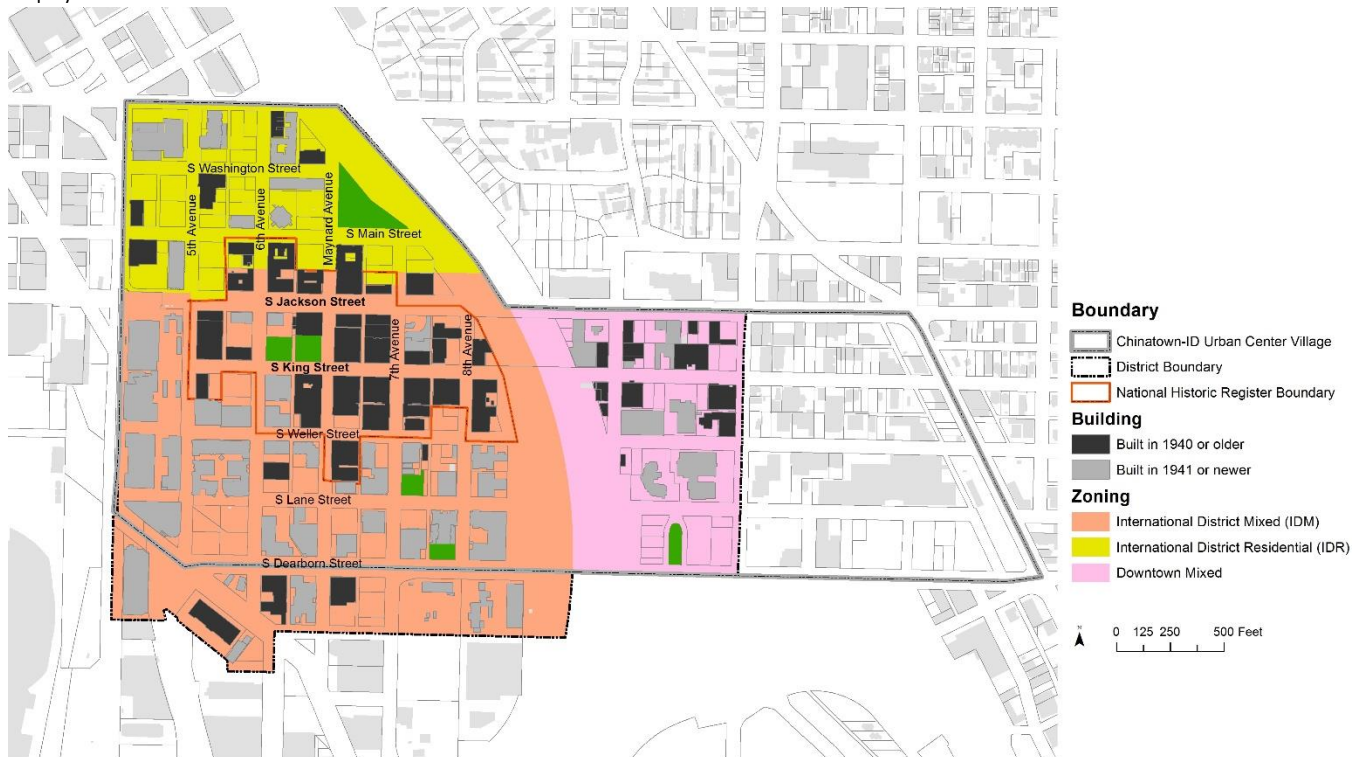 S Washington Street
5th Avenue
6th Avenue
Maynard Avenue
S Main Street
S Jackson Street
7th Avenue
8th Avenue
S King Street
S Weller Street
S Lane Street
S Dearborn Street
Boundary
Chinatown-ID Urban Center Village
District Boundary
National Historic Register Boundary
Building
Built in 1940 or older
Built in 1941 or newer
Zoning
International District Mixed (IDM)
International District Residential (IDR)
Downtown Mixed
N
0 125 250 500 Feet